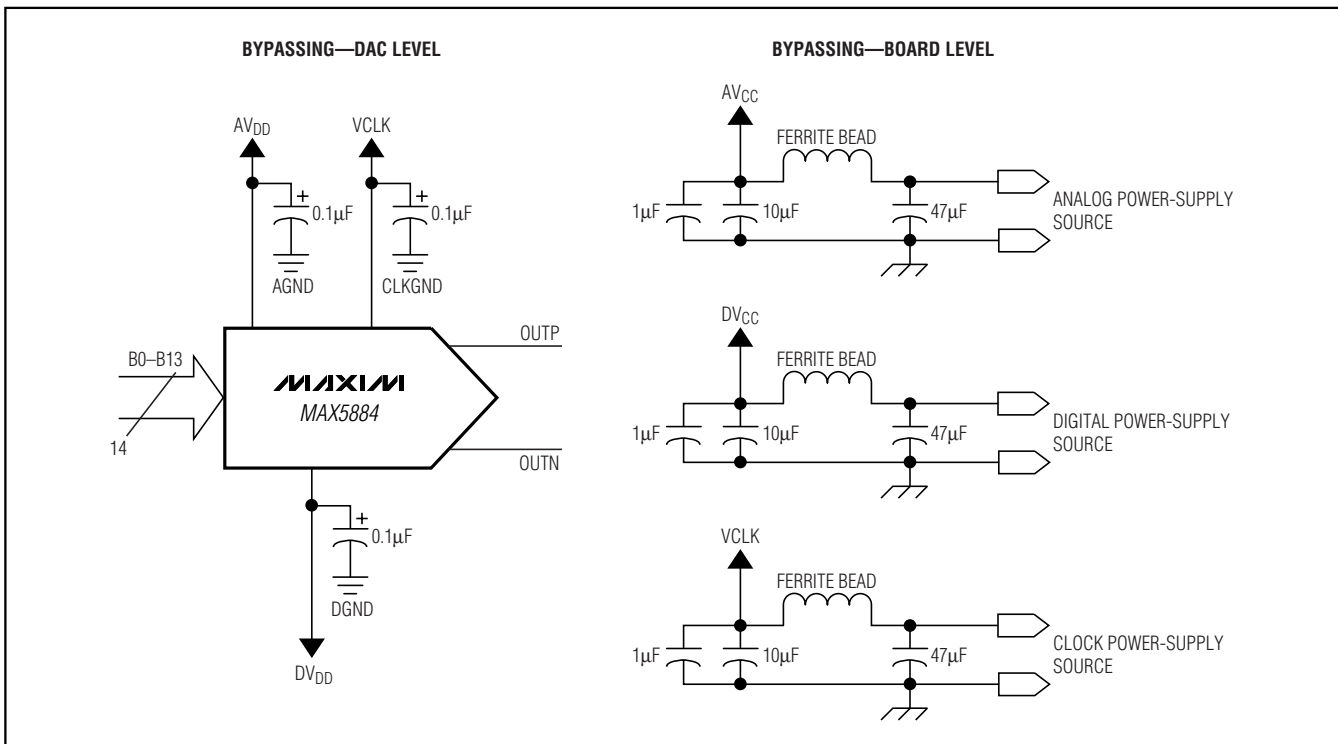 BYPASSING—DAC LEVEL
AVDD
VCLK
+
0.1µF
+
0.1µF
AGND
CLKGND
B0–B13
14
MAXIM
MAX5884
OUTP
OUTN
+
0.1µF
DGND
DVDD
BYPASSING—BOARD LEVEL
AVCC
FERRITE BEAD
1µF
10µF
47µF
ANALOG POWER-SUPPLY
SOURCE
DVCC
FERRITE BEAD
1µF
10µF
47µF
DIGITAL POWER-SUPPLY
SOURCE
VCLK
FERRITE BEAD
1µF
10µF
47µF
CLOCK POWER-SUPPLY
SOURCE